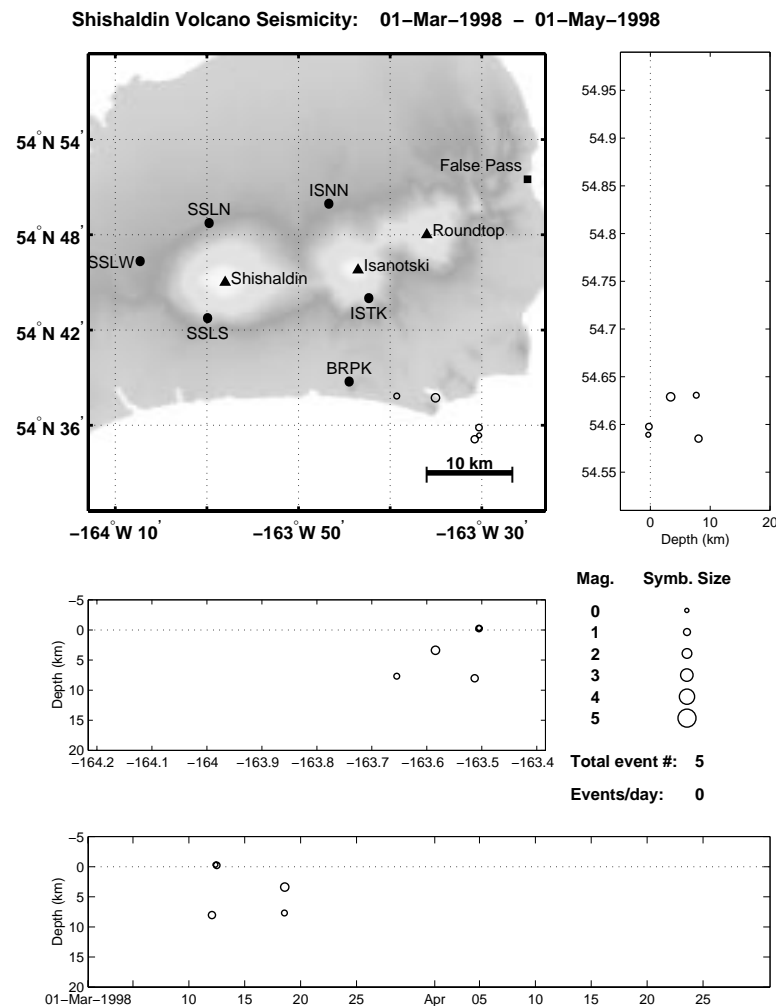 Shishaldin Volcano Seismicity: 01−Mar−1998 − 01−May−1998
54°N 54'
54°N 48'
54°N 42'
54°N 36'
−164°W 10'
−163°W 50'
−163°W 30'
False Pass
ISNN
SSLN
Roundtop
SSLW
Isanotski
Shishaldin
ISTK
SSLS
BRPK
10 km
54.95
54.9
54.85
54.8
54.75
54.7
54.65
54.6
54.55
0 10 20
Depth (km)
−5
0
5
10
15
20
Depth (km)
−164.2 −164.1 −164 −163.9 −163.8 −163.7 −163.6 −163.5 −163.4
Mag. Symb. Size
0
1
2
3
4
5
Total event #: 5
Events/day: 0
−5
0
5
10
15
20
Depth (km)
01−Mar−1998 10 15 20 25 Apr 05 10 15 20 25